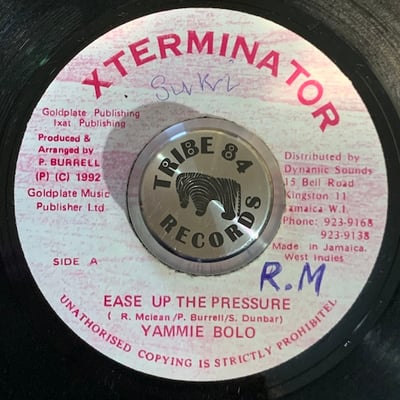 XTERMINATOR
Goldplate Publishing
Ixat Publishing
Produced &
Arranged by
P. BURRELL
(P) (C) 1992
Goldplate Music
Publisher Ltd
SIDE A
TRIBE 84
RECORDS
Distributed by
Dynamic Sounds
15 Bell Road
Kingston 11
Jamaica W.I.
Phone: 923-9168
923-9138
Made in Jamaica.
West Indies
R.M
EASE UP THE PRESSURE
( R. Mclean /P. Burrell/S. Dunbar)
YAMMIE BOLO
UNATHORISED COPYING IS STRICTLY PROHIBITEL